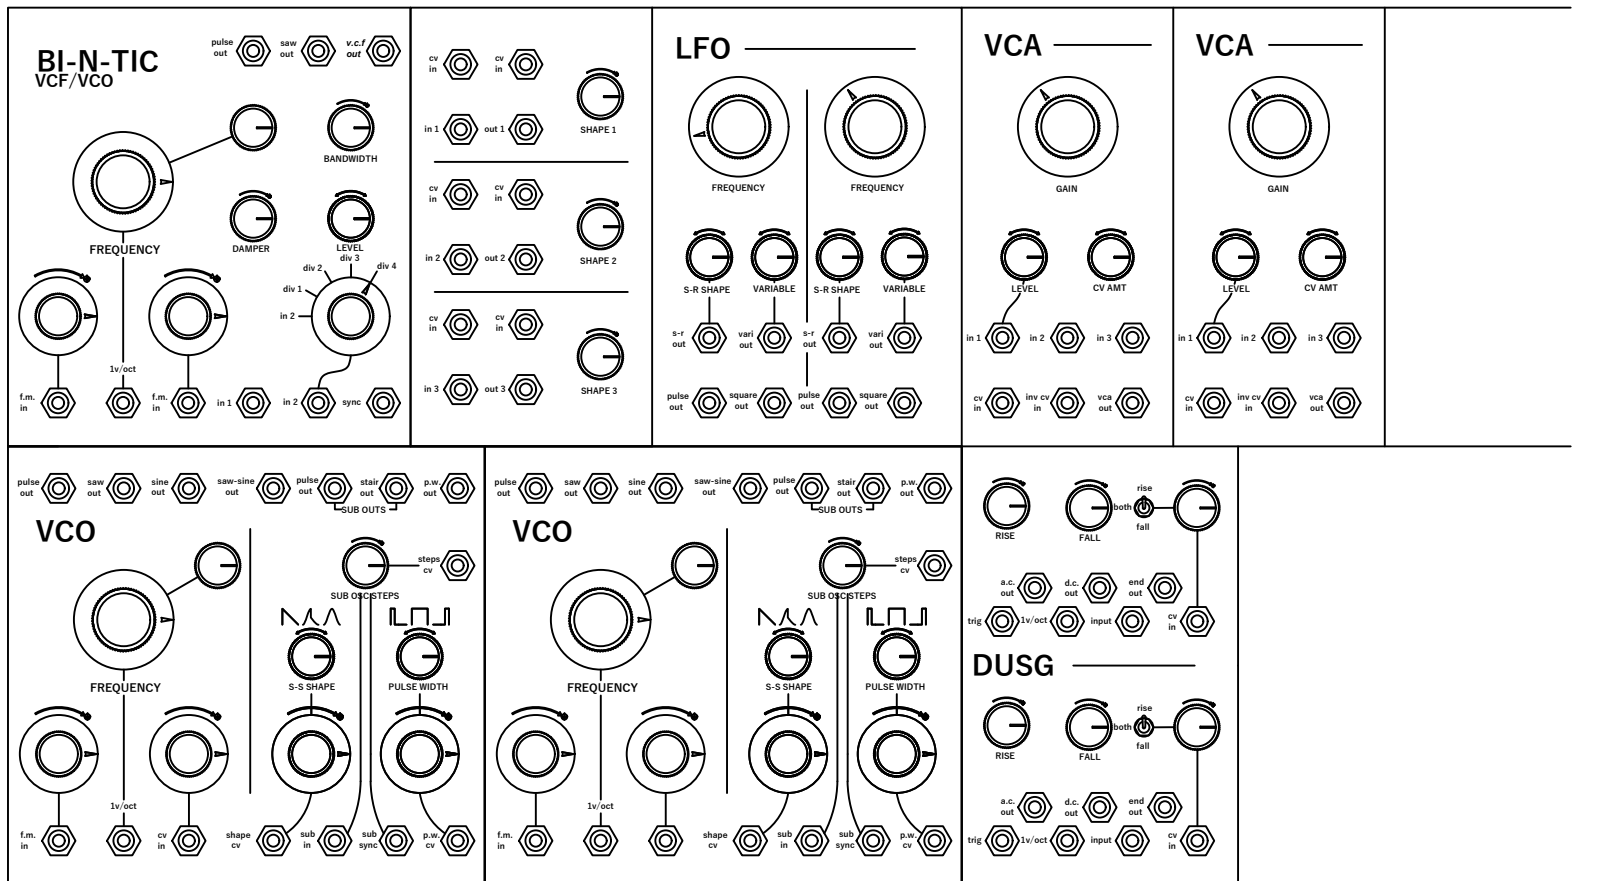 pulse out
saw out
v.c.f out
BI-N-TIC
VCF/VCO
BANDWIDTH
DAMPER
LEVEL
FREQUENCY
div 4
div 3
div 2
div 1
in 2
1v/oct
f.m. in
f.m. in
in 1
in 2
sync
cv in
cv in
SHAPE 1
in 1
out 1
cv in
cv in
SHAPE 2
in 2
out 2
cv in
cv in
SHAPE 3
in 3
out 3
LFO
FREQUENCY
FREQUENCY
S-R SHAPE
VARIABLE
S-R SHAPE
VARIABLE
s-r out
vari out
s-r out
vari out
pulse out
square out
pulse out
square out
VCA
GAIN
LEVEL
CV AMT
in 1
in 2
in 3
cv in
inv cv in
vca out
VCA
GAIN
LEVEL
CV AMT
in 1
in 2
in 3
cv in
inv cv in
vca out
pulse out
saw out
sine out
saw-sine out
pulse out
stair out
p.w. out
SUB OUTS
VCO
steps cv
SUB OSC STEPS
FREQUENCY
S-S SHAPE
PULSE WIDTH
1v/oct
f.m. in
cv in
shape cv
sub in
sub sync
p.w. cv
pulse out
saw out
sine out
saw-sine out
pulse out
stair out
p.w. out
SUB OUTS
VCO
steps cv
SUB OSC STEPS
FREQUENCY
S-S SHAPE
PULSE WIDTH
1v/oct
f.m. in
shape cv
sub in
sub sync
p.w. cv
rise
both
fall
RISE
FALL
a.c. out
d.c. out
end out
trig
1v/oct
input
cv in
DUSG
rise
both
fall
RISE
FALL
a.c. out
d.c. out
end out
trig
1v/oct
input
cv in